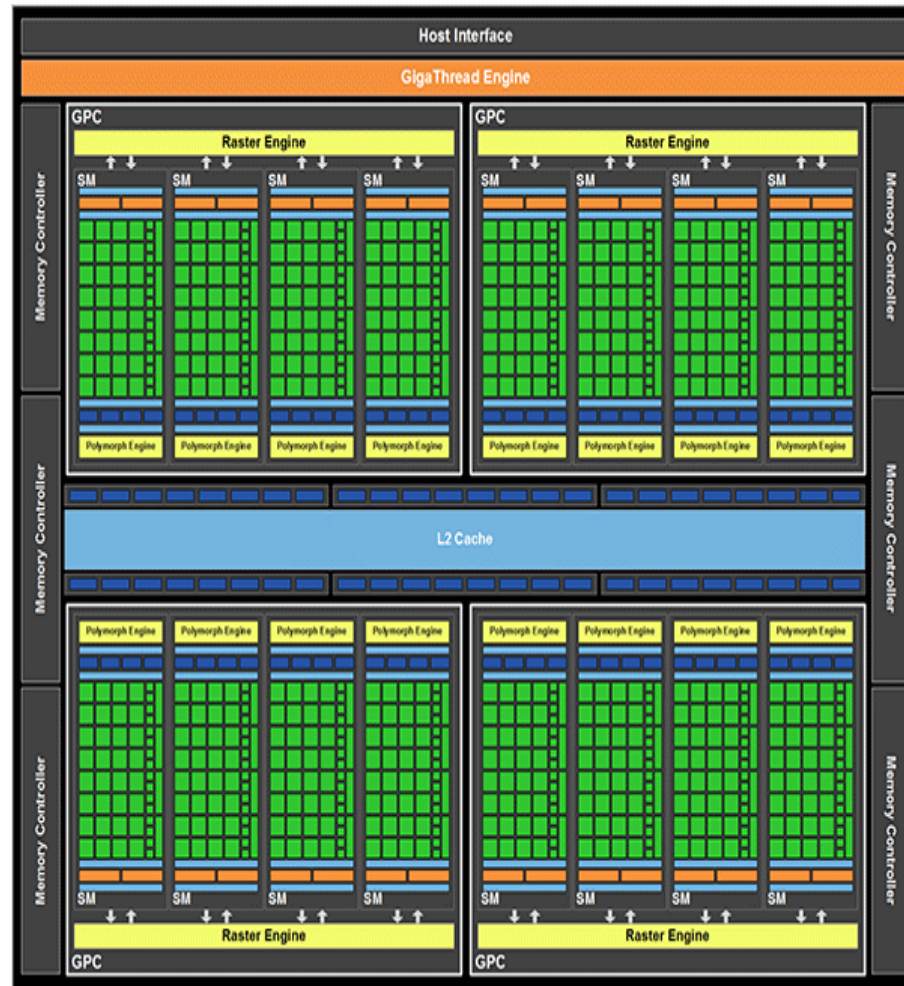 Host Interface
GigaThread Engine
Memory Controller
Memory Controller
Memory Controller
GPC
Raster Engine
SM SM SM SM
Polymorph Engine Polymorph Engine Polymorph Engine Polymorph Engine
GPC
Raster Engine
SM SM SM SM
Polymorph Engine Polymorph Engine Polymorph Engine Polymorph Engine
L2 Cache
Polymorph Engine Polymorph Engine Polymorph Engine Polymorph Engine
SM SM SM SM
Raster Engine
GPC
Polymorph Engine Polymorph Engine Polymorph Engine Polymorph Engine
SM SM SM SM
Raster Engine
GPC
Memory Controller
Memory Controller
Memory Controller